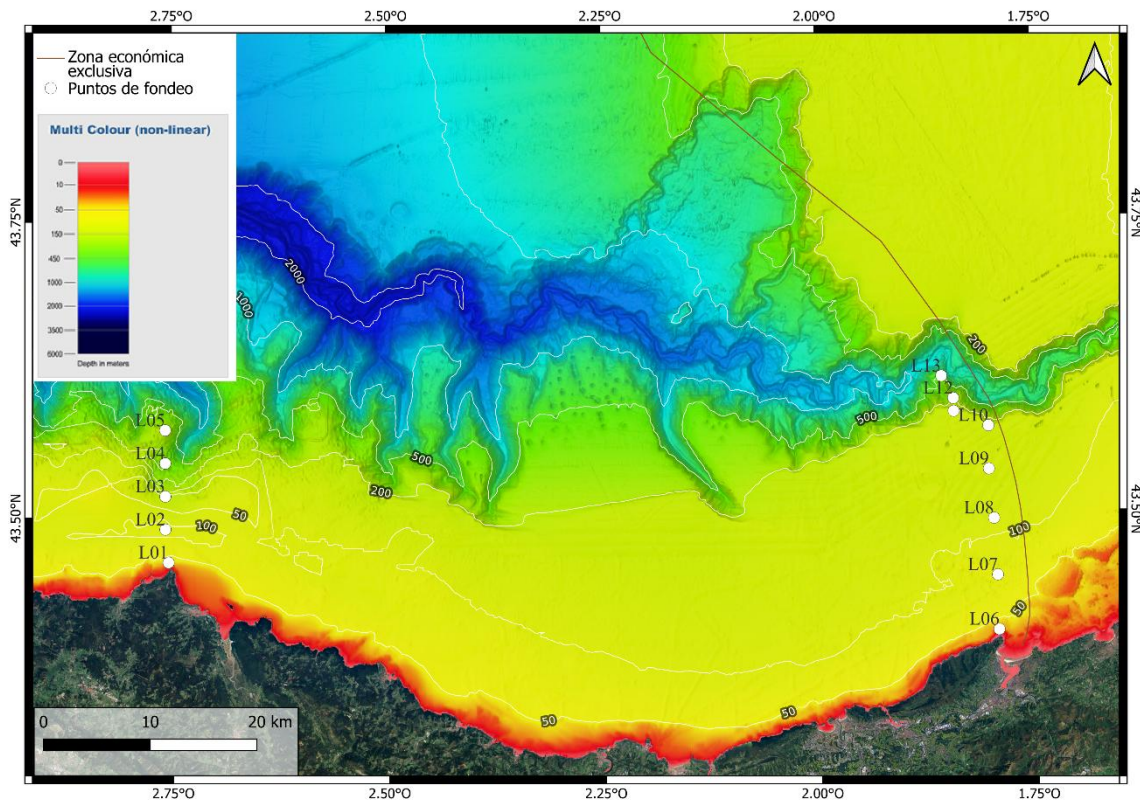 2.75°O
2.50°O
2.25°O
2.00°O
1.75°O
Zona económica
exclusiva
Puntos de fondeo
Multi Colour (non-linear)
0
10
50
150
450
1000
2000
3500
6000
Depth in meters
43.75°N
43.75°N
2000
1000
200
L13
L12
L10
500
L05
L04
500
L09
L03
200
50
43.50°N
43.50°N
L02
100
L08
100
L01
L07
50
L06
50
50
0
10
20 km
2.75°O
2.50°O
2.25°O
2.00°O
1.75°O